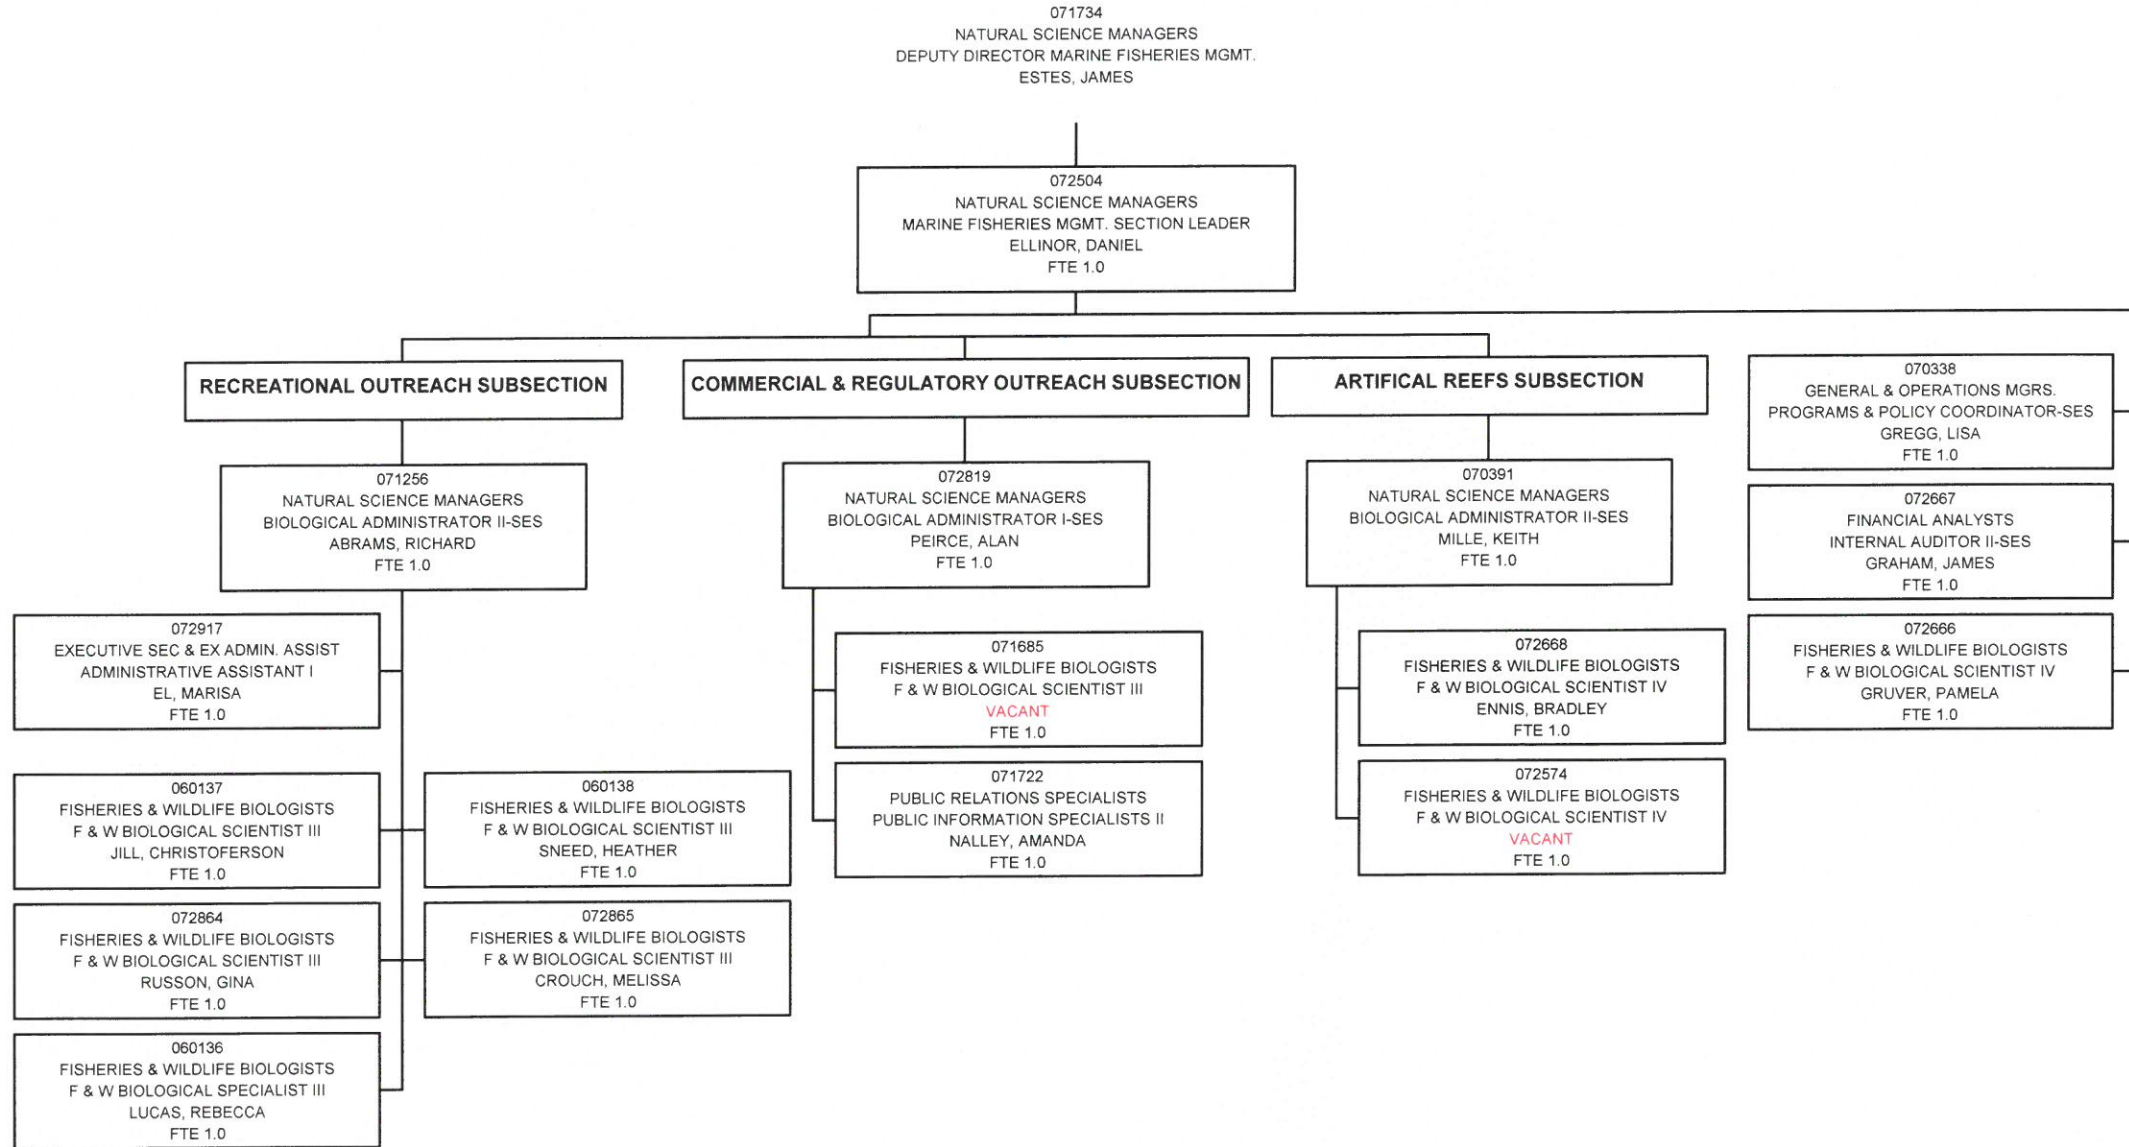 071734
NATURAL SCIENCE MANAGERS
DEPUTY DIRECTOR MARINE FISHERIES MGMT.
ESTES, JAMES
072504
NATURAL SCIENCE MANAGERS
MARINE FISHERIES MGMT. SECTION LEADER
ELLINOR, DANIEL
FTE 1.0
RECREATIONAL OUTREACH SUBSECTION
071256
NATURAL SCIENCE MANAGERS
BIOLOGICAL ADMINISTRATOR II-SES
ABRAMS, RICHARD
FTE 1.0
072917
EXECUTIVE SEC & EX ADMIN. ASSIST
ADMINISTRATIVE ASSISTANT I
EL, MARISA
FTE 1.0
060137
FISHERIES & WILDLIFE BIOLOGISTS
F & W BIOLOGICAL SCIENTIST III
JILL, CHRISTOFERSON
FTE 1.0
060138
FISHERIES & WILDLIFE BIOLOGISTS
F & W BIOLOGICAL SCIENTIST III
SNEED, HEATHER
FTE 1.0
072864
FISHERIES & WILDLIFE BIOLOGISTS
F & W BIOLOGICAL SCIENTIST III
RUSSON, GINA
FTE 1.0
072865
FISHERIES & WILDLIFE BIOLOGISTS
F & W BIOLOGICAL SCIENTIST III
CROUCH, MELISSA
FTE 1.0
060136
FISHERIES & WILDLIFE BIOLOGISTS
F & W BIOLOGICAL SPECIALIST III
LUCAS, REBECCA
FTE 1.0
COMMERCIAL & REGULATORY OUTREACH SUBSECTION
072819
NATURAL SCIENCE MANAGERS
BIOLOGICAL ADMINISTRATOR I-SES
PEIRCE, ALAN
FTE 1.0
071685
FISHERIES & WILDLIFE BIOLOGISTS
F & W BIOLOGICAL SCIENTIST III
VACANT
FTE 1.0
071722
PUBLIC RELATIONS SPECIALISTS
PUBLIC INFORMATION SPECIALISTS II
NALLEY, AMANDA
FTE 1.0
ARTIFICAL REEFS SUBSECTION
070391
NATURAL SCIENCE MANAGERS
BIOLOGICAL ADMINISTRATOR II-SES
MILLE, KEITH
FTE 1.0
072668
FISHERIES & WILDLIFE BIOLOGISTS
F & W BIOLOGICAL SCIENTIST IV
ENNIS, BRADLEY
FTE 1.0
072574
FISHERIES & WILDLIFE BIOLOGISTS
F & W BIOLOGICAL SCIENTIST IV
VACANT
FTE 1.0
070338
GENERAL & OPERATIONS MGRS.
PROGRAMS & POLICY COORDINATOR-SES
GREGG, LISA
FTE 1.0
072667
FINANCIAL ANALYSTS
INTERNAL AUDITOR II-SES
GRAHAM, JAMES
FTE 1.0
072666
FISHERIES & WILDLIFE BIOLOGISTS
F & W BIOLOGICAL SCIENTIST IV
GRUVER, PAMELA
FTE 1.0